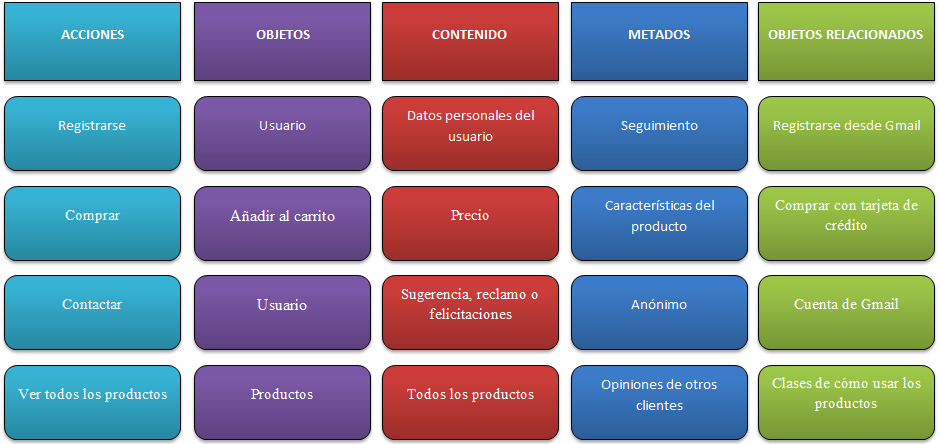 ACCIONES
OBJETOS
CONTENIDO
METADOS
OBJETOS RELACIONADOS
Registrarse
Usuario
Datos personales del
usuario
Seguimiento
Registrarse desde Gmail
Comprar
Añadir al carrito
Precio
Características del
producto
Comprar con tarjeta de
crédito
Contactar
Usuario
Sugerencia, reclamo o
felicitaciones
Anónimo
Cuenta de Gmail
Ver todos los productos
Productos
Todos los productos
Opiniones de otros
clientes
Clases de cómo usar los
productos